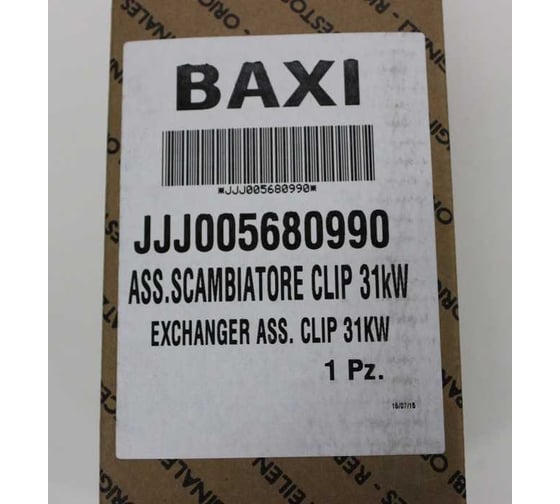 BAXI
*JJJ005680990*
JJJ005680990
ASS.SCAMBIATORE CLIP 31kW
EXCHANGER ASS. CLIP 31KW
1 Pz.